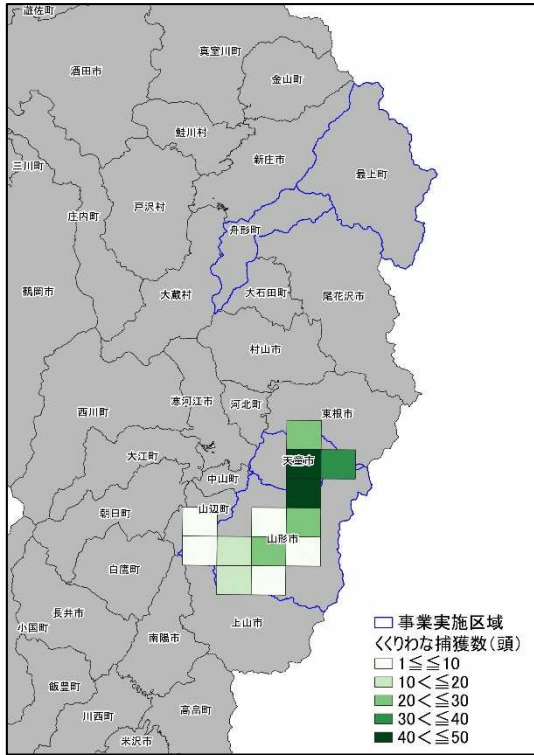 遊佐町
真室川町
酒田市
金山町
鮭川村
新庄市
最上町
三川町
戸沢村
庄内町
舟形町
鶴岡市
大蔵村
大石田町
尾花沢市
村山市
寒河江市
河北町
東根市
西川町
大江町
天童市
中山町
朝日町
山辺町
山形市
白鷹町
長井市
小国町
南陽市
上山市
飯豊町
川西町
高畠町
米沢市
事業実施区域
くくりわな捕獲数(頭)
1≦≦10
10<≦20
20<≦30
30<≦40
40<≦50